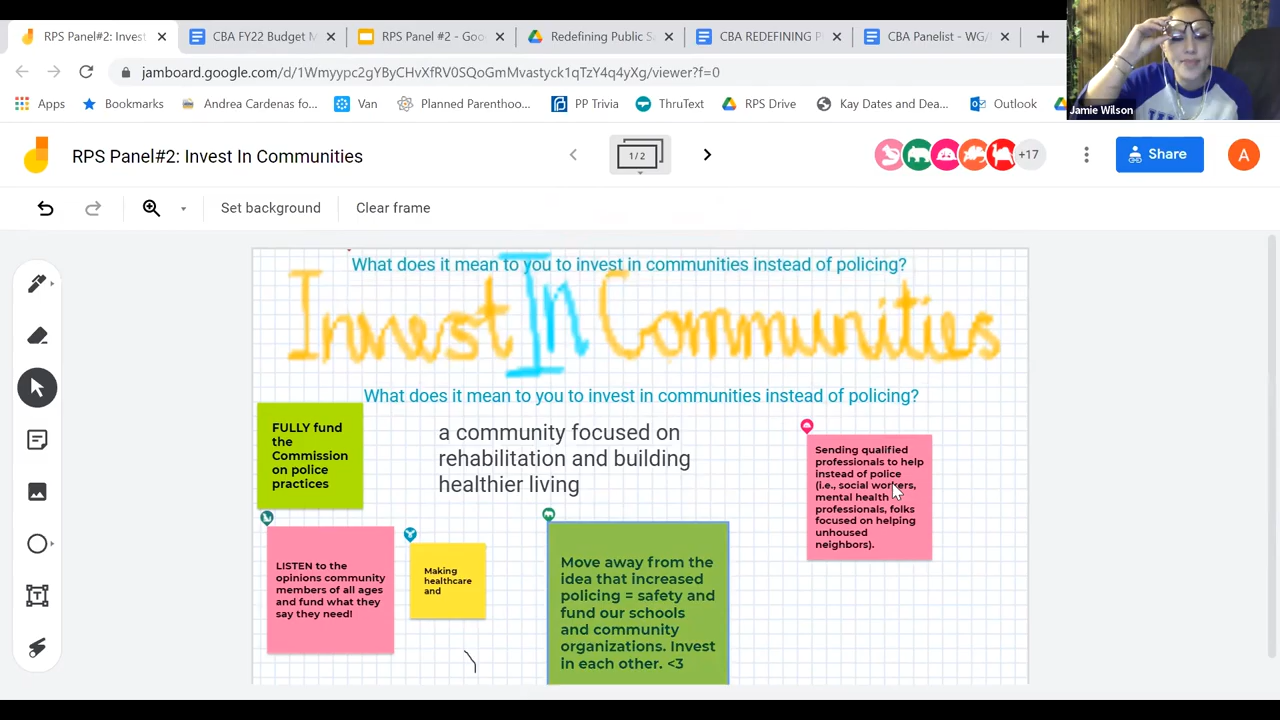 RPS Panel#2: Invest
CBA FY22 Budget M
RPS Panel #2 - Goo
Redefining Public S
CBA REDEFINING P
CBA Panelist - WG/
jamboard.google.com/d/1Wmyypc2
Apps
Bookmarks
Andrea Cardenas fo...
Van
Planned Parenthoo...
PP Trivia
ThruText
RPS Drive
Kay Dates and Dea...
Outlook
Jamie Wilson
RPS Panel#2: Invest In Communities
1/2
+17
Share
A
Set background
Clear frame
What does it mean to you to invest in communities instead of policing?
Invest In Communities
What does it mean to you to invest in communities instead of policing?
FULLY fund
the
Commission
on police
practices
a community focused on
rehabilitation and building
healthier living
Sending qualified
professionals to help
instead of police
(i.e., social workers,
mental health
professionals, folks
focused on helping
unhoused
neighbors).
LISTEN to the
opinions community
members of all ages
and fund what they
say they need!
Making
healthcare
and
Move away from the
idea that increased
policing = safety and
fund our schools
and community
organizations. Invest
in each other. <3